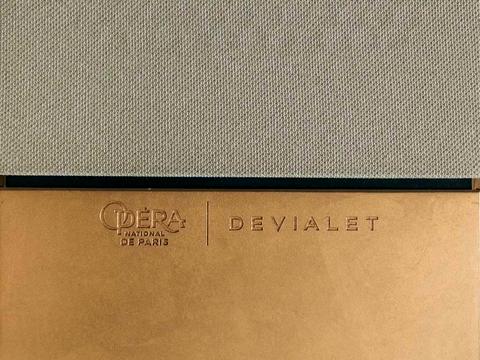 OPÉRA
NATIONAL
DE PARIS
DEVIALET